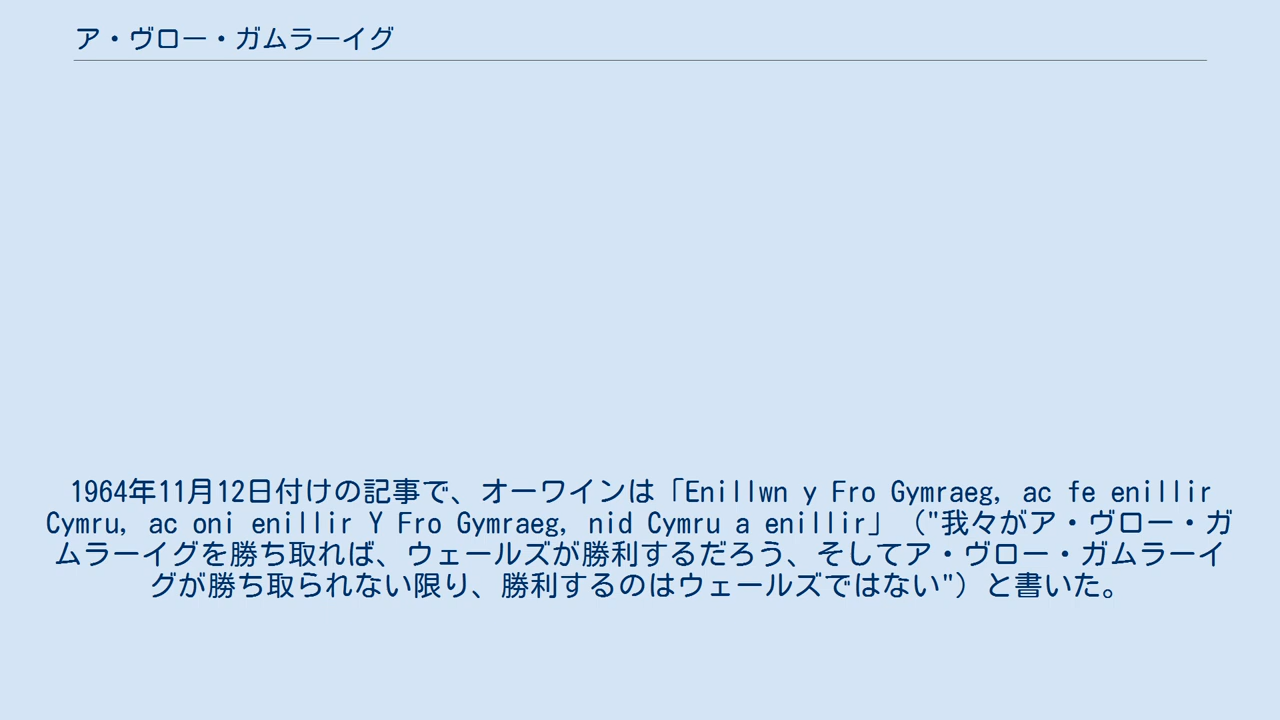 ア・ヴロー・ガムラーイグ
1964年11月12日付けの記事で、オーワインは「Enillwn y Fro Gymraeg, ac fe enillir
Cymru, ac oni enillir Y Fro Gymraeg, nid Cymru a enillir」（"我々がア・ヴロー・ガ
ムラーイグを勝ち取れば、ウェールズが勝利するだろう、そしてア・ヴロー・ガムラーイ
グが勝ち取られない限り、勝利するのはウェールズではない"）と書いた。